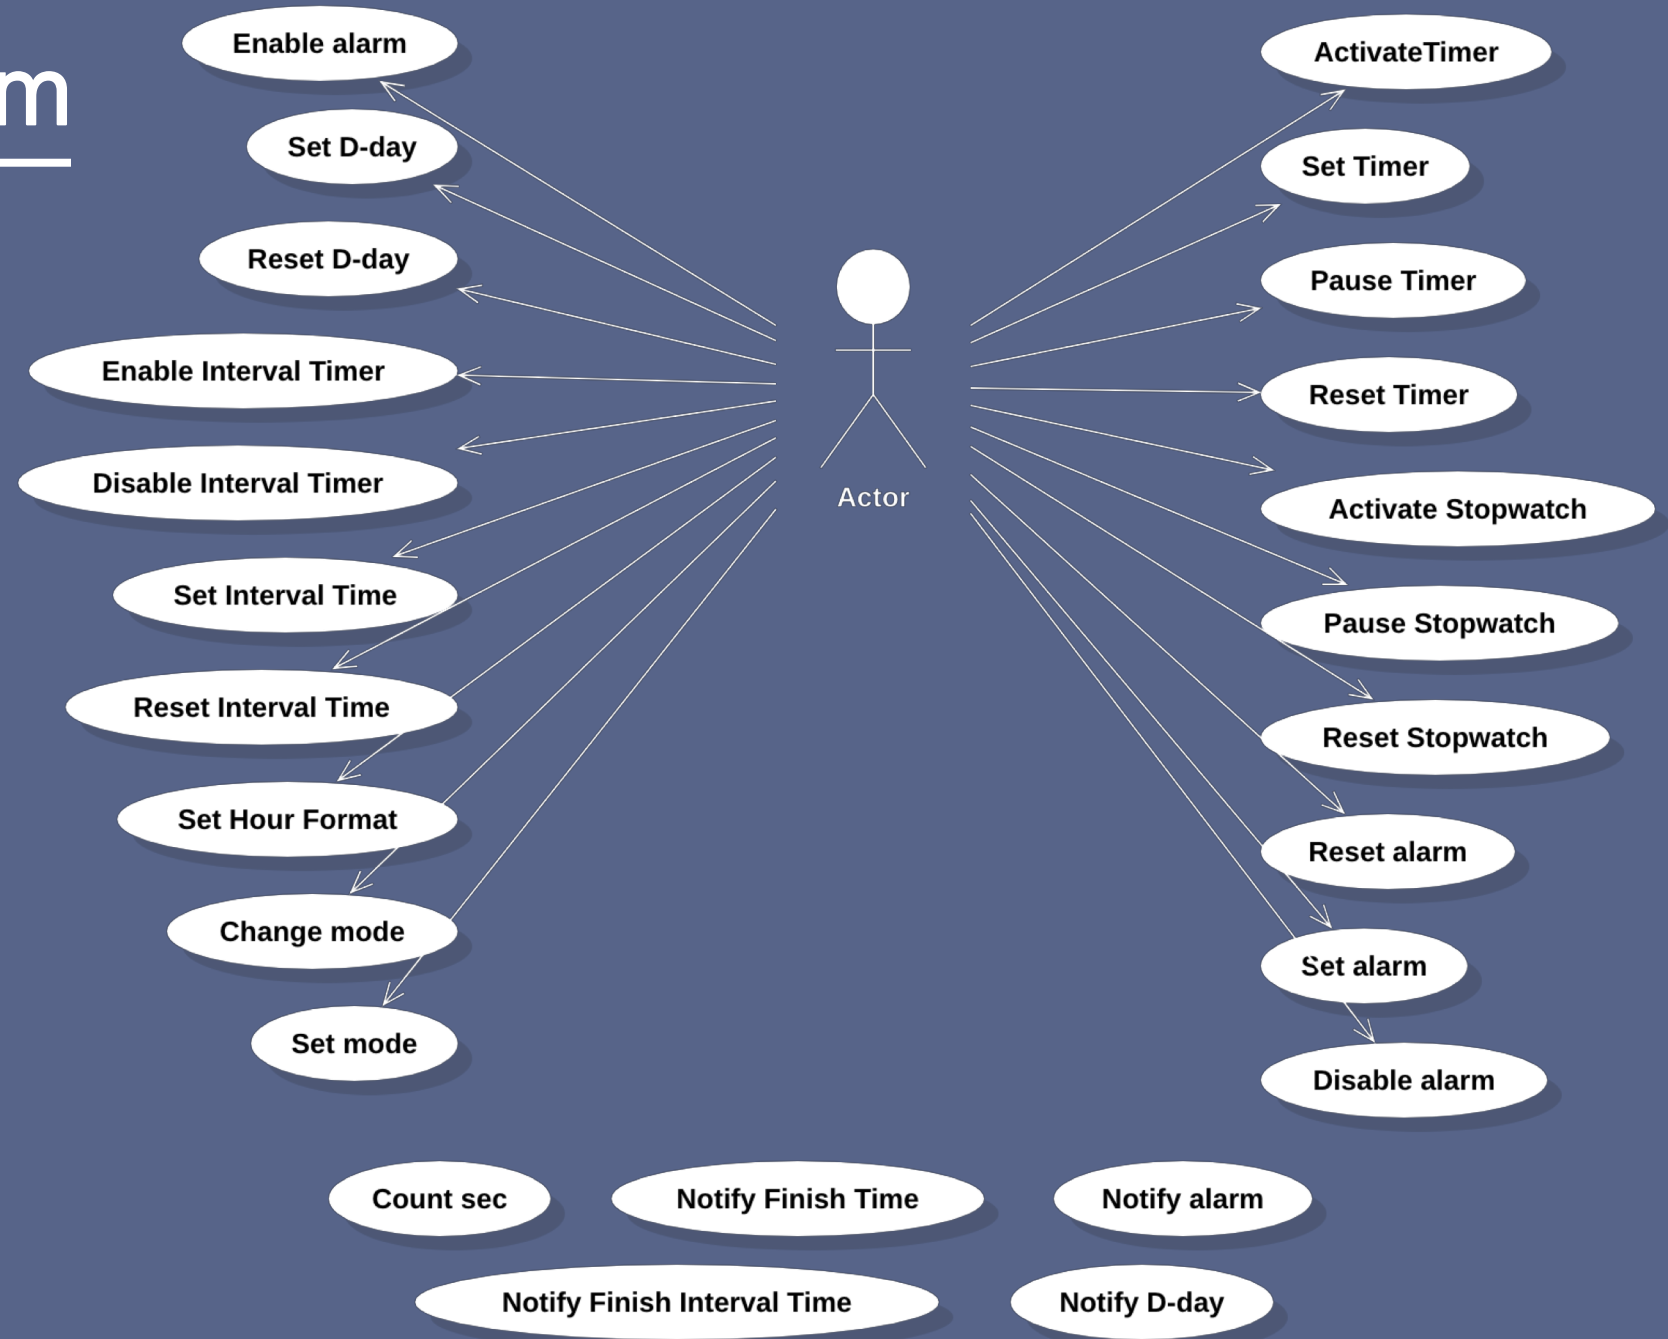 m
Enable alarm
Set D-day
Reset D-day
Enable Interval Timer
Disable Interval Timer
Set Interval Time
Reset Interval Time
Set Hour Format
Change mode
Set mode
Actor
ActivateTimer
Set Timer
Pause Timer
Reset Timer
Activate Stopwatch
Pause Stopwatch
Reset Stopwatch
Reset alarm
Set alarm
Disable alarm
Count sec
Notify Finish Time
Notify alarm
Notify Finish Interval Time
Notify D-day